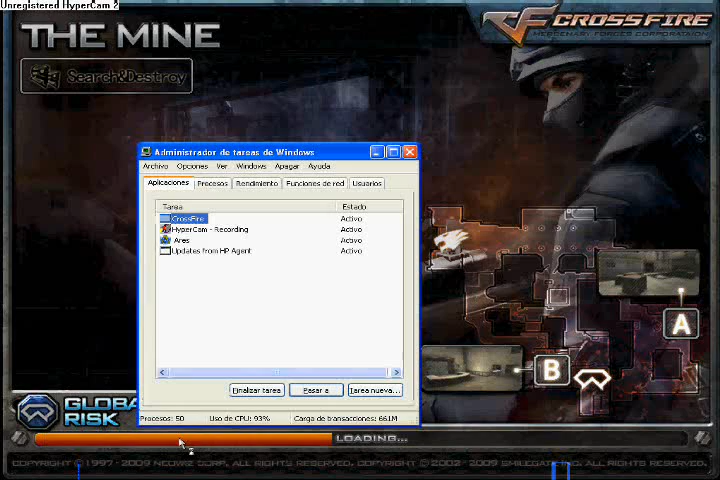 Unregistered HyperCam 2
THE MINE
CROSSFIRE
MERCENARY FORCES CORPORATION
Search&Destroy
Administrador de tareas de Windows
Archivo Opciones Ver Windows Apagar Ayuda
Aplicaciones Procesos Rendimiento Funciones de red Usuarios
Tarea Estado
CrossFire Activo
HyperCam - Recording Activo
Ares Activo
Updates from HP Agent Activo
A
B
Finalizar tarea Pasar a Tarea nueva...
GLOBAL
RISK
Procesos: 50 Uso de CPU: 93% Carga de transacciones: 661M
LOADING...
COPYRIGHT © 1997 - 2009 NEOWIZ CORP. ALL RIGHTS RESERVED. COPYRIGHT © 2002 - 2009 SMILEGATE, INC. ALL RIGHTS RESERVED.